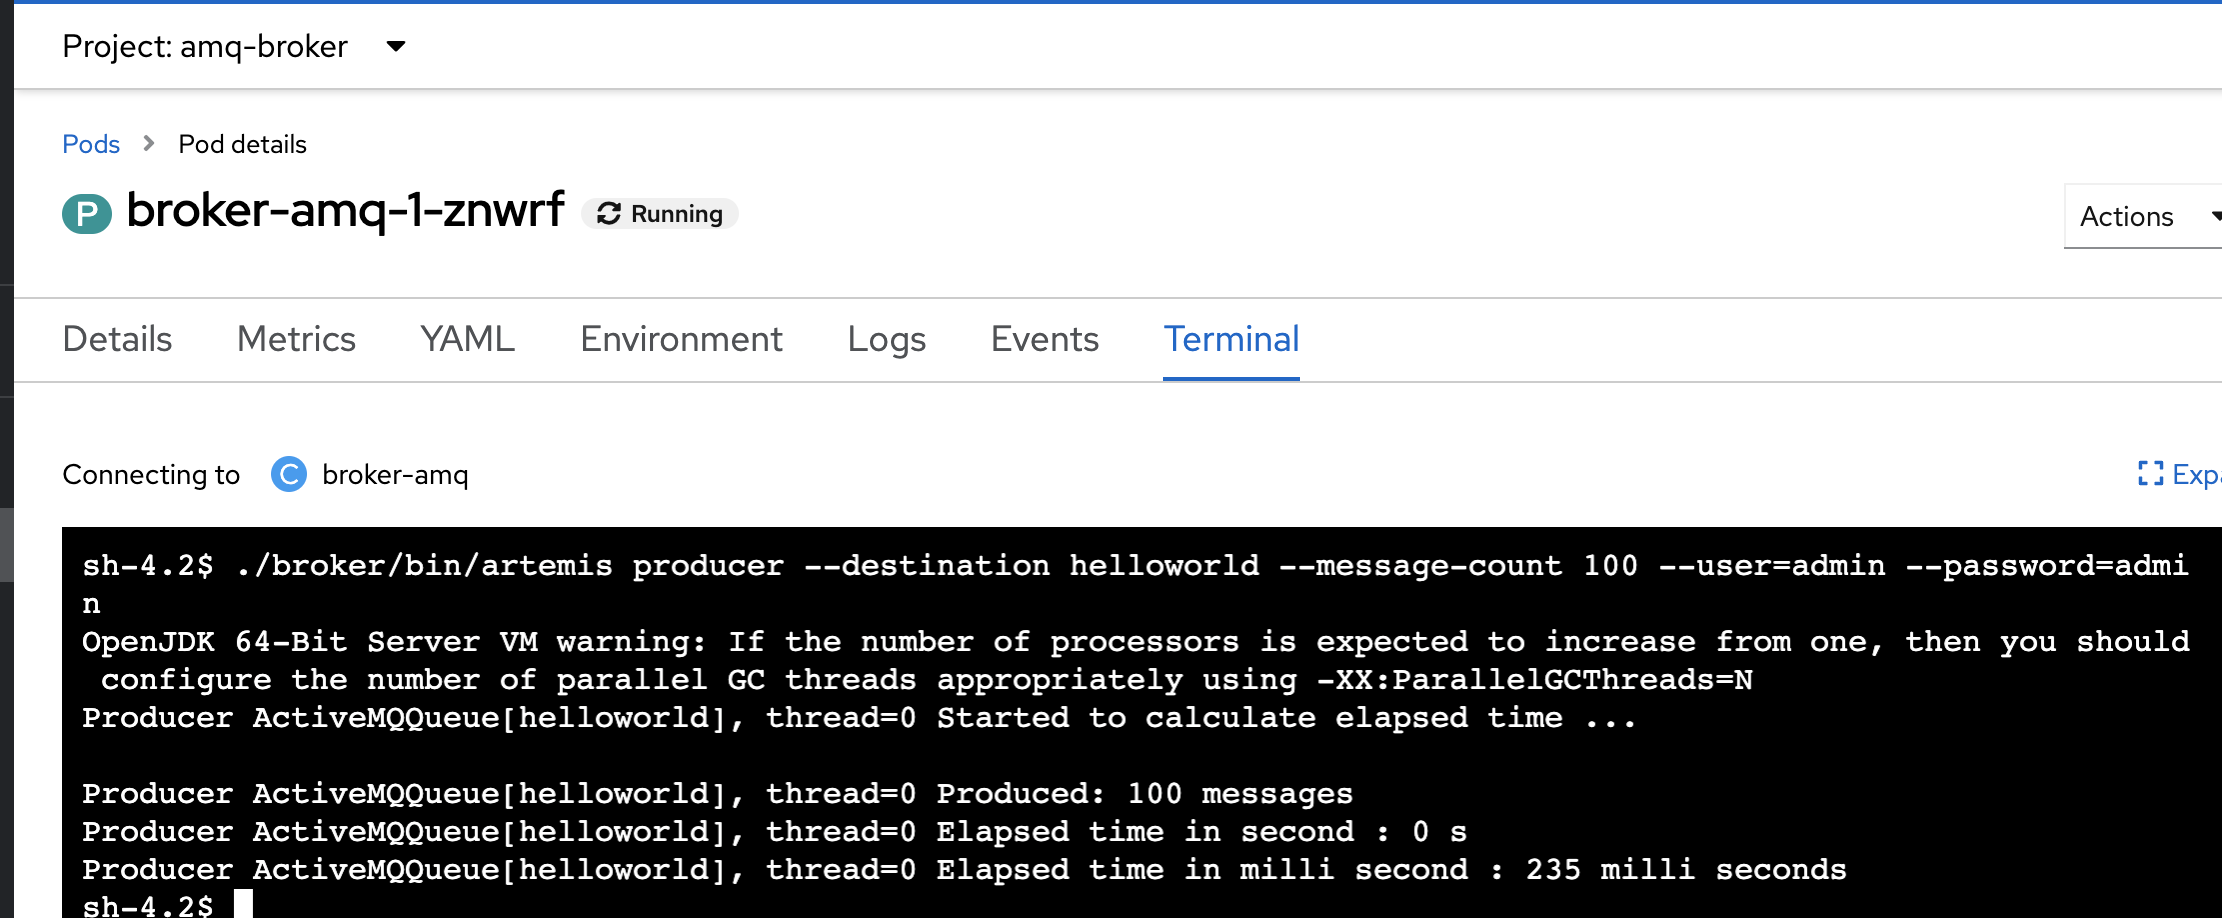 Project: amq-broker
Pods > Pod details
P broker-amq-1-znwrf Running
Actions
Details Metrics YAML Environment Logs Events Terminal
Connecting to C broker-amq
Expa
sh-4.2$ ./broker/bin/artemis producer --destination helloworld --message-count 100 --user=admin --password=admi
n
OpenJDK 64-Bit Server VM warning: If the number of processors is expected to increase from one, then you should
 configure the number of parallel GC threads appropriately using -XX:ParallelGCThreads=N
Producer ActiveMQQueue[helloworld], thread=0 Started to calculate elapsed time ...
Producer ActiveMQQueue[helloworld], thread=0 Produced: 100 messages
Producer ActiveMQQueue[helloworld], thread=0 Elapsed time in second : 0 s
Producer ActiveMQQueue[helloworld], thread=0 Elapsed time in milli second : 235 milli seconds
sh-4.2$